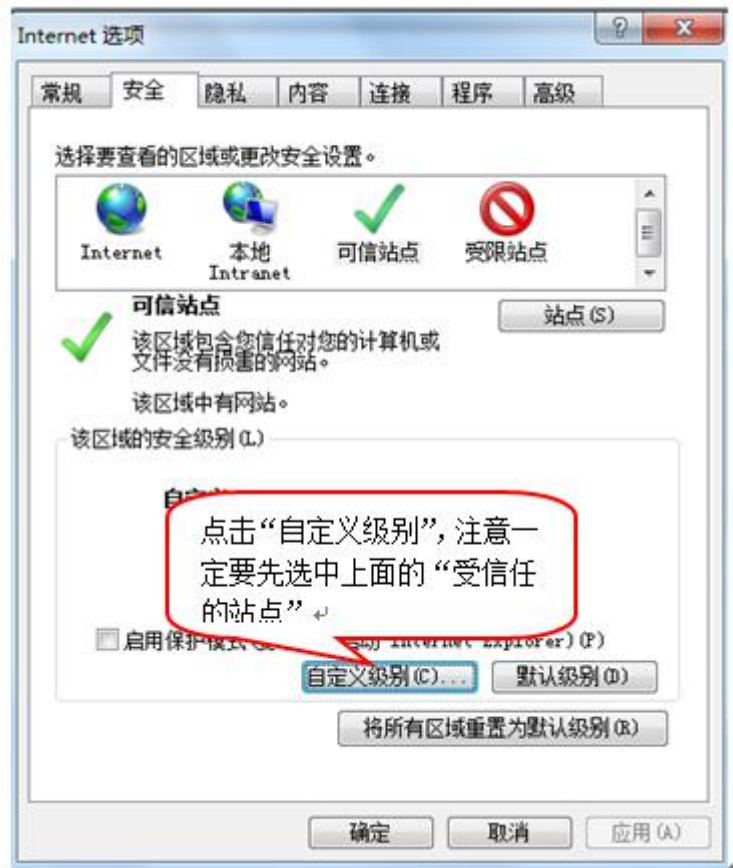 Internet 选项
常规 安全 隐私 内容 连接 程序 高级
选择要查看的区域或更改安全设置。
Internet 本地 可信站点 受限站点
Intranet
可信站点
站点(S)
该区域包含您信任对您的计算机或
文件没有损害的网站。
该区域中有网站。
该区域的安全级别(L)
点击“自定义级别”，注意一
定要先选中上面的“受信任
的站点”
启用保护模式 Internet Explorer)(P)
自定义级别(C)... 默认级别(D)
将所有区域重置为默认级别(R)
确定 取消 应用(A)